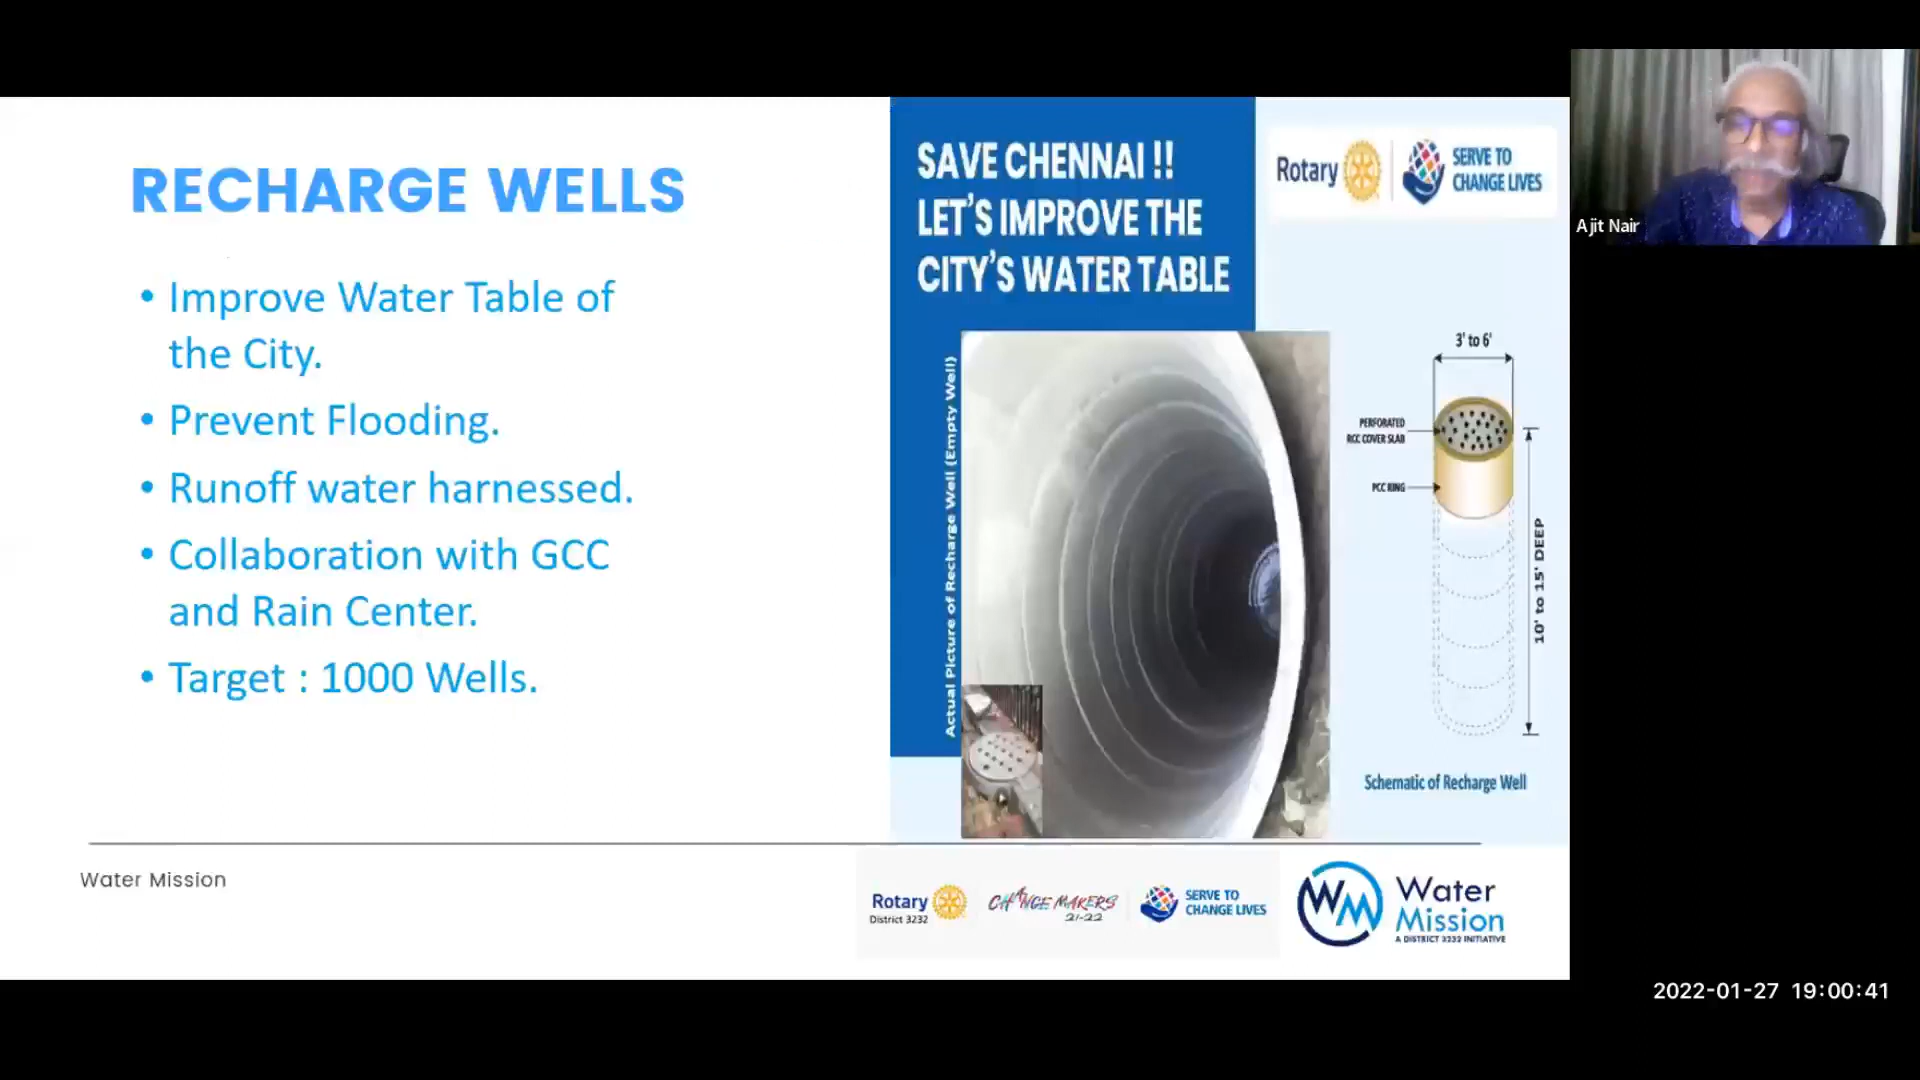 RECHARGE WELLS
• Improve Water Table of
the City.
• Prevent Flooding.
• Runoff water harnessed.
• Collaboration with GCC
and Rain Center.
• Target : 1000 Wells.
SAVE CHENNAI !!
LET'S IMPROVE THE
CITY'S WATER TABLE
Rotary
SERVE TO
CHANGE LIVES
Actual Picture of Recharge Well (Empty Well)
3' to 6'
PERFORATED
RCC COVER SLAB
PCC RING
10' to 15' DEEP
Schematic of Recharge Well
Ajit Nair
Water Mission
Rotary
District 3232
CHANGE MAKERS
21-22
SERVE TO
CHANGE LIVES
WM
Water
Mission
A DISTRICT 3232 INITIATIVE
2022-01-27 19:00:41